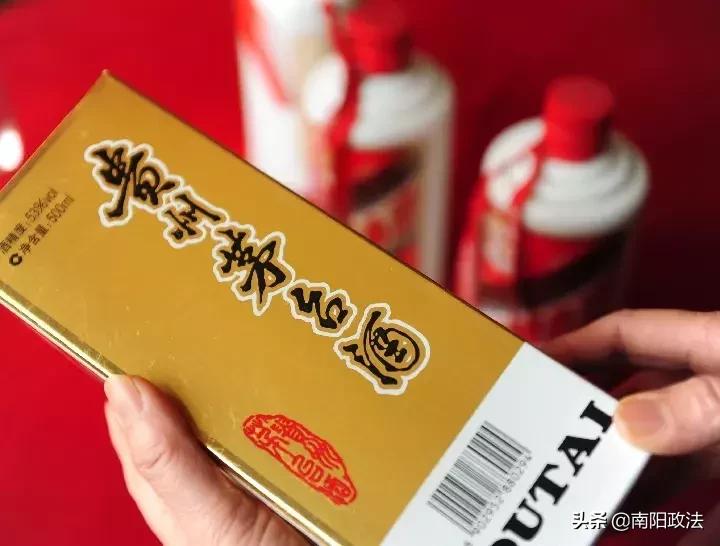 酒精度:53%vol
净含量:500ml
贵州茅台酒
OUTAI
头条 @南阳政法